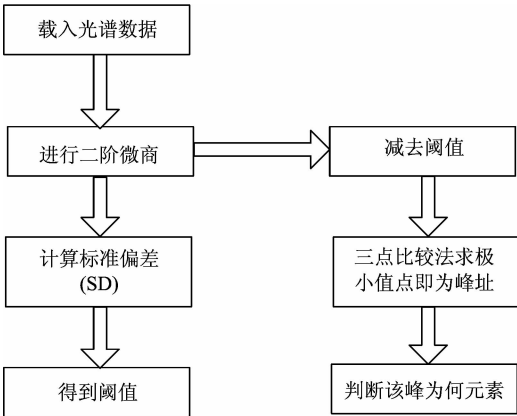 载入光谱数据
进行二阶微商
减去阈值
计算标准偏差
(SD)
三点比较法求极
小值点即为峰址
得到阈值
判断该峰为何元素